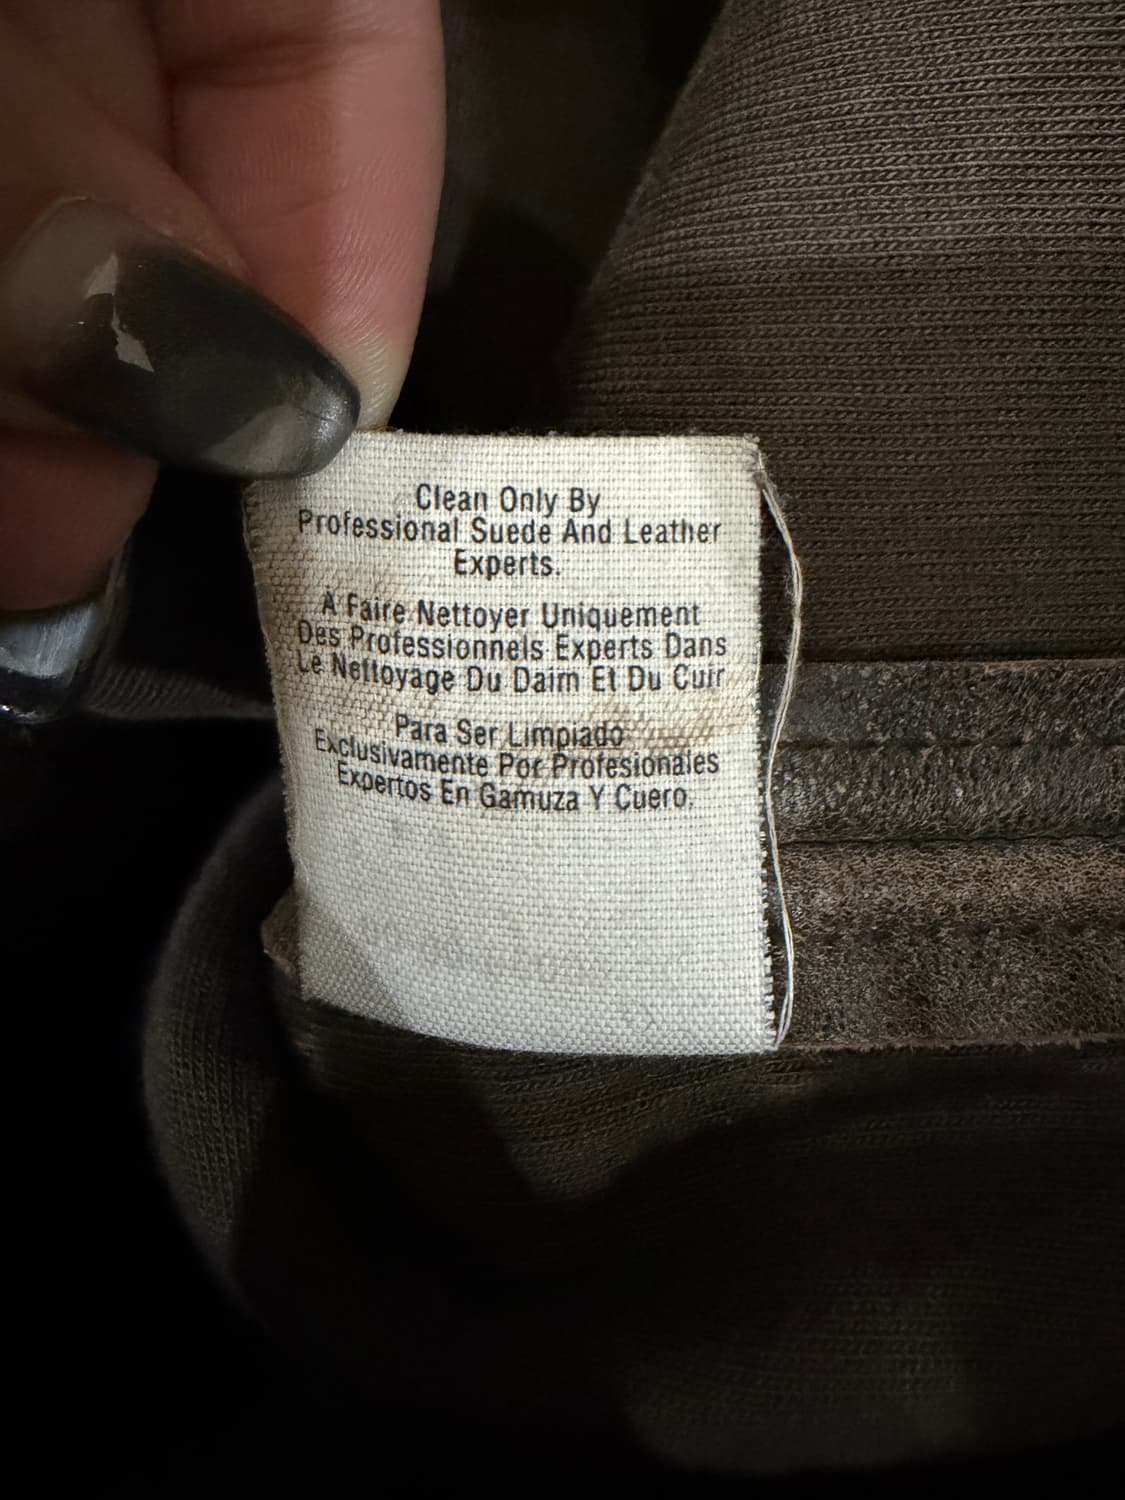 Clean Only By
Professional Suede And Leather
Experts.
A Faire Nettoyer Uniquement
Des Professionnels Experts Dans
Le Nettoyage Du Daim Et Du Cuir
Para Ser Limpiado
Exclusivamente Por Profesionales
Expertos En Gamuza Y Cuero.